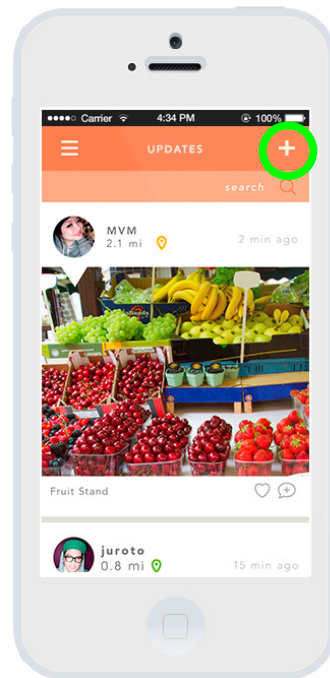 Carrier 4:34 PM 100%
UPDATES
search
MVM
2.1 mi 2 min ago
Fruit Stand
juroto
0.8 mi 15 min ago